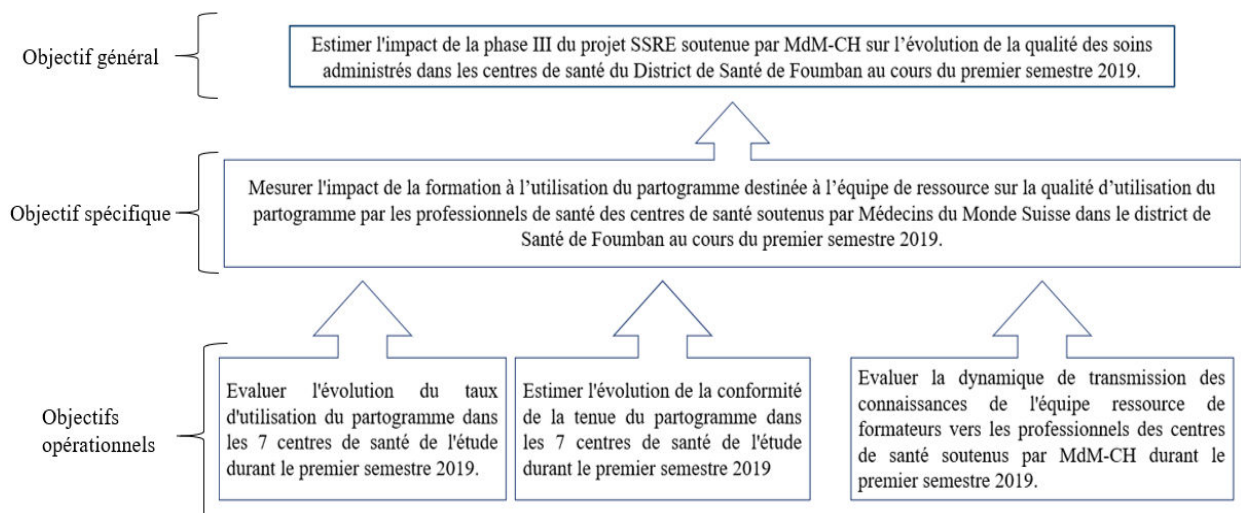 Objectif général
Estimer l'impact de la phase III du projet SSRE soutenue par MdM-CH sur l’évolution de la qualité des soins
administrés dans les centres de santé du District de Santé de Foumban au cours du premier semestre 2019.
Objectif spécifique
Mesurer l'impact de la formation à l’utilisation du partogramme destinée à l’équipe de ressource sur la qualité d’utilisation du
partogramme par les professionnels de santé des centres de santé soutenus par Médecins du Monde Suisse dans le district de
Santé de Foumban au cours du premier semestre 2019.
Objectifs
opérationnels
Evaluer l'évolution du taux
d'utilisation du partogramme dans
les 7 centres de santé de l'étude
durant le premier semestre 2019.
Estimer l'évolution de la conformité
de la tenue du partogramme dans
les 7 centres de santé de l'étude
durant le premier semestre 2019
Evaluer la dynamique de transmission des
connaissances de l'équipe ressource de
formateurs vers les professionnels des centres
de santé soutenus par MdM-CH durant le
premier semestre 2019.